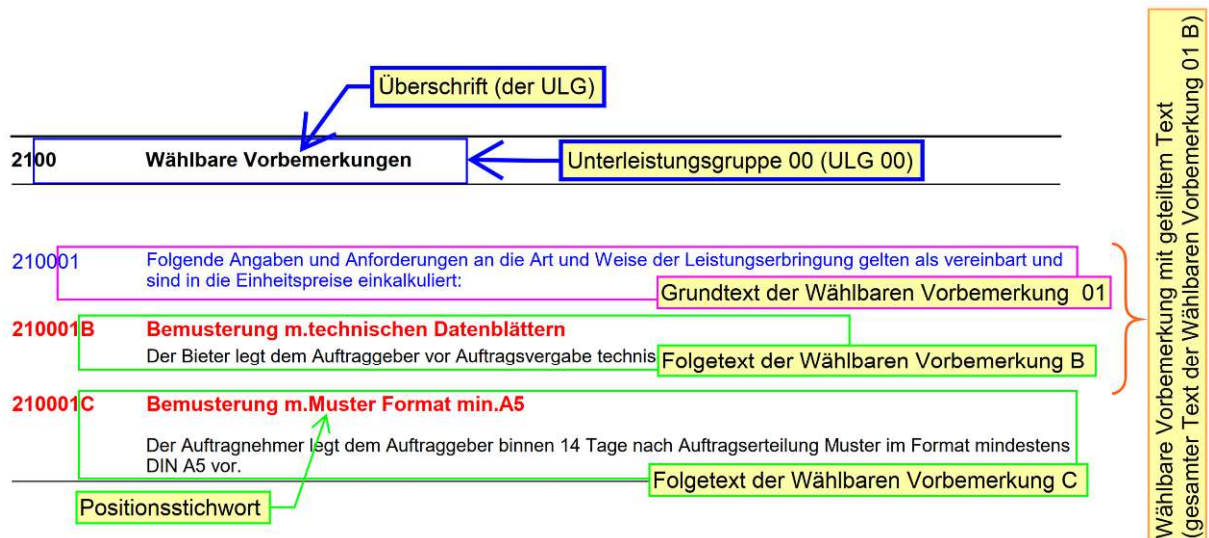 Überschrift (der ULG)
2100 Wählbare Vorbemerkungen
Unterleistungsgruppe 00 (ULG 00)
210001 Folgende Angaben und Anforderungen an die Art und Weise der Leistungserbringung gelten als vereinbart und
sind in die Einheitspreise einkalkuliert:
Grundtext der Wählbaren Vorbemerkung 01
210001B Bemusterung m.technischen Datenblättern
Der Bieter legt dem Auftraggeber vor Auftragsvergabe technis
Folgetext der Wählbaren Vorbemerkung B
210001C Bemusterung m.Muster Format min.A5
Der Auftragnehmer legt dem Auftraggeber binnen 14 Tage nach Auftragserteilung Muster im Format mindestens
DIN A5 vor.
Folgetext der Wählbaren Vorbemerkung C
Positionsstichwort
Wählbare Vorbemerkung mit geteiltem Text
(gesamter Text der Wählbaren Vorbemerkung 01 B)